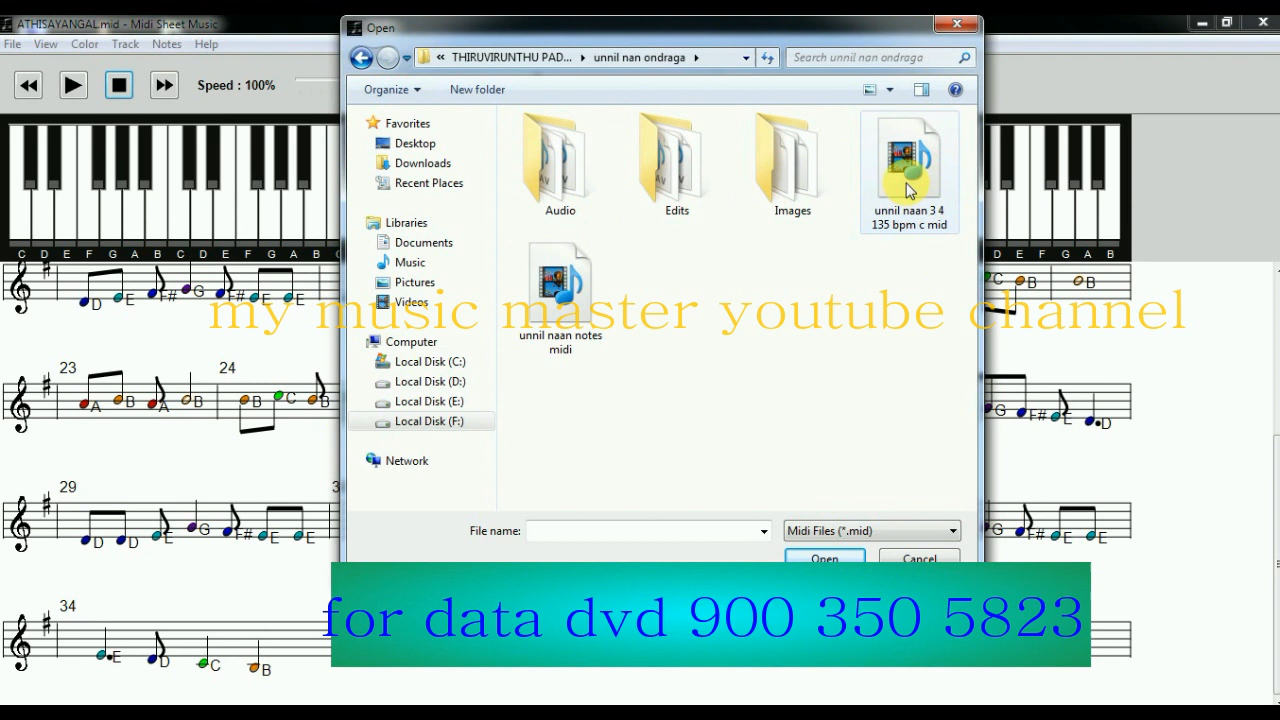 ATHISAYANGAL.mid - Midi Sheet Music
File View Color Track Notes Help
Speed : 100%
Open
« THIRUVIRUNTHU PAD... ▸ unnil nan ondraga ▸
Search unnil nan ondraga
Organize New folder
Favorites
Desktop
Downloads
Recent Places
Libraries
Documents
Music
Pictures
Videos
Computer
Local Disk (C:)
Local Disk (D:)
Local Disk (E:)
Local Disk (F:)
Network
Audio
Edits
Images
unnil naan 3 4
135 bpm c mid
unnil naan notes
midi
File name:
Midi Files (*.mid)
Open Cancel
C D E F G A B C D E F G A B
D E F G A B
D E F# G F# E A
C B B
my music master youtube channel
23 24
A B A B B C B
G F# E D
29
D D E G F# E E
G F# E E
34
E D C B
for data dvd 900 350 5823